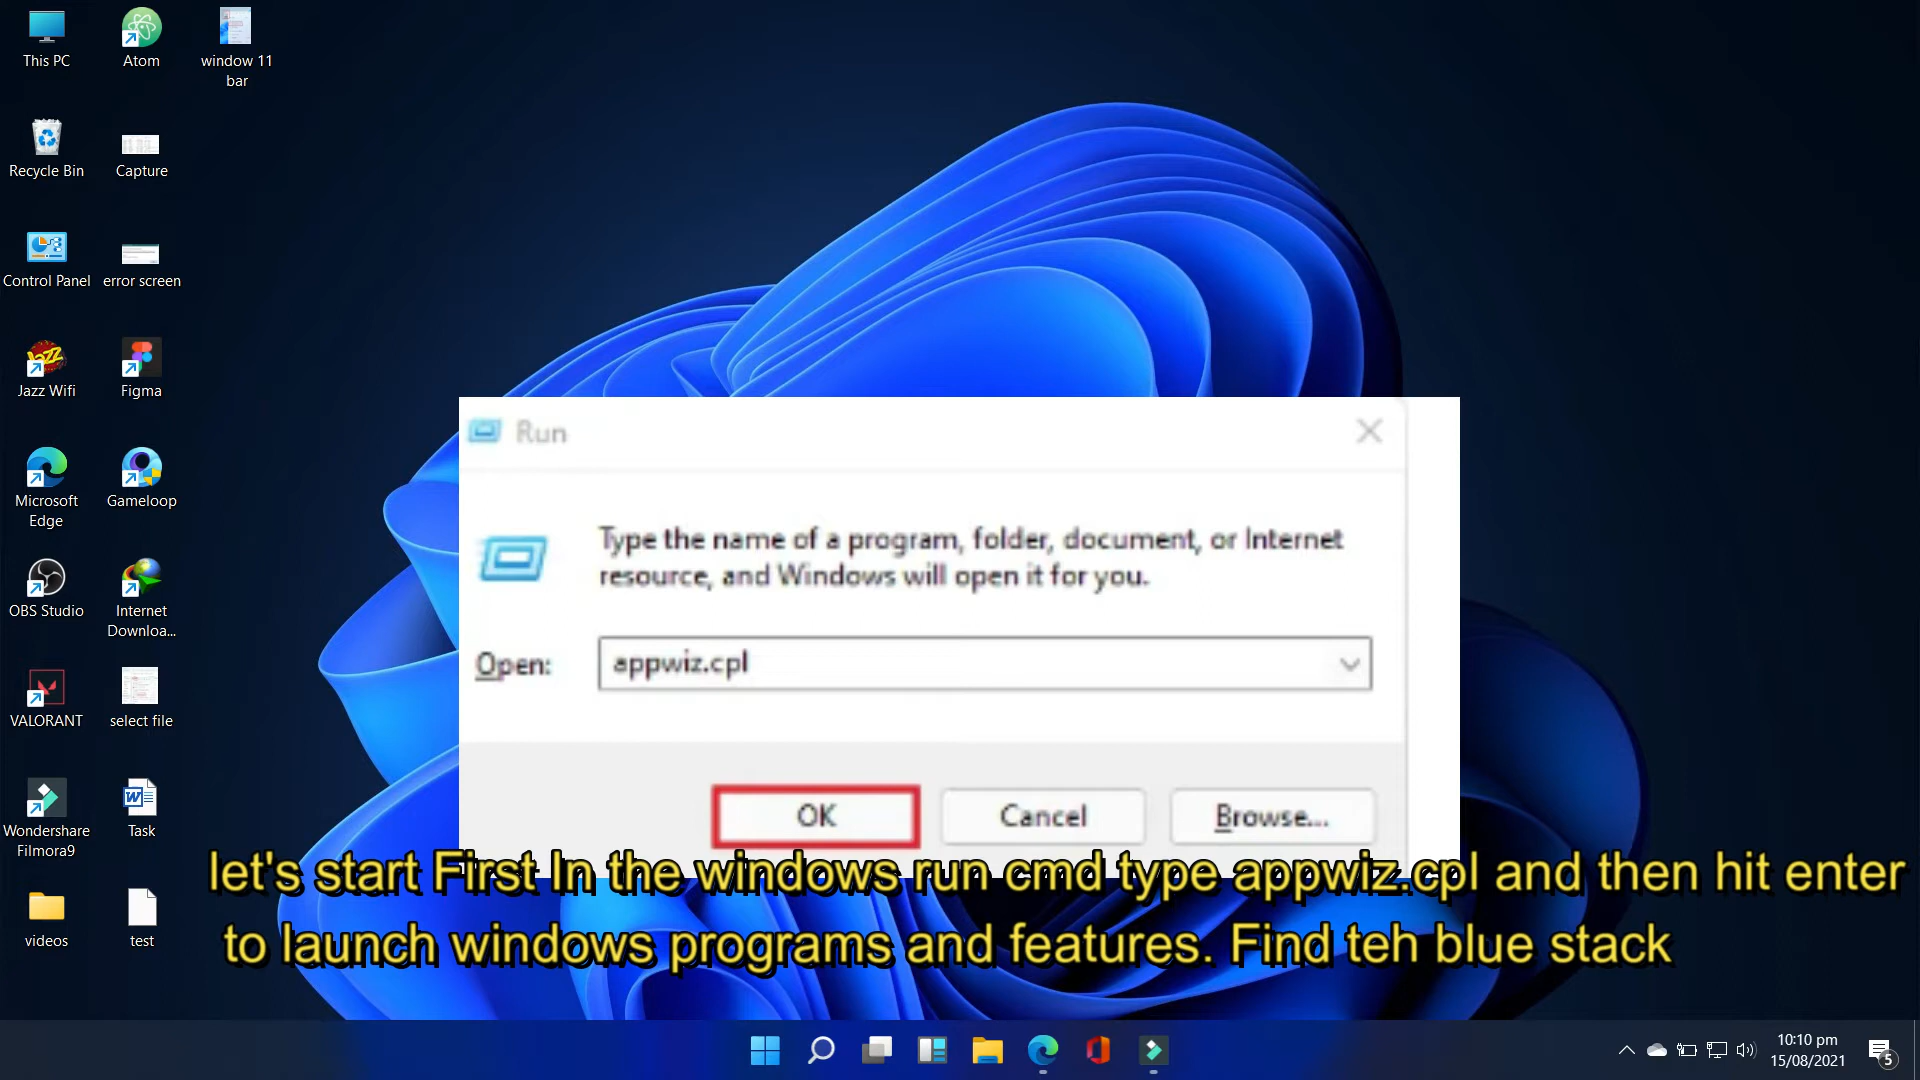 This PC
Atom
window 11
bar
Recycle Bin
Capture
Control Panel
error screen
Jazz Wifi
Figma
Microsoft
Edge
Gameloop
OBS Studio
Internet
Downloa...
VALORANT
select file
Wondershare
Filmora9
Task
videos
test
Run
Type the name of a program, folder, document, or Internet
resource, and Windows will open it for you.
Open: appwiz.cpl
OK Cancel Browse...
let's start First In the windows run cmd type appwiz.cpl and then hit enter
to launch windows programs and features. Find teh blue stack
10:10 pm
15/08/2021
5